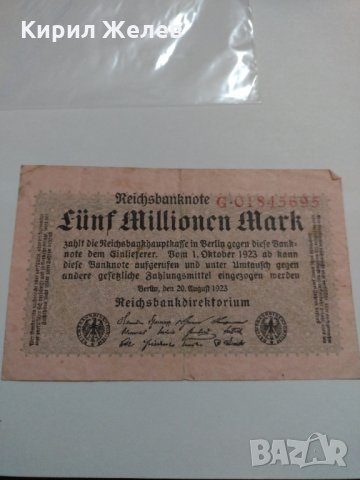 Кирил Желев
Reichsbanknote
G·01845695
Fünf Millionen Mark
zahlt die Reichsbankhauptkasse in Berlin gegen diese Bank-
note dem Einlieferer. Vom 1. Oktober 1923 ab kann
diese Banknote aufgerufen und unter Umtausch gegen
andere gesetzliche Zahlungsmittel eingezogen werden
Berlin, den 20. August 1923
Reichsbankdirektorium
BAZAR
bg